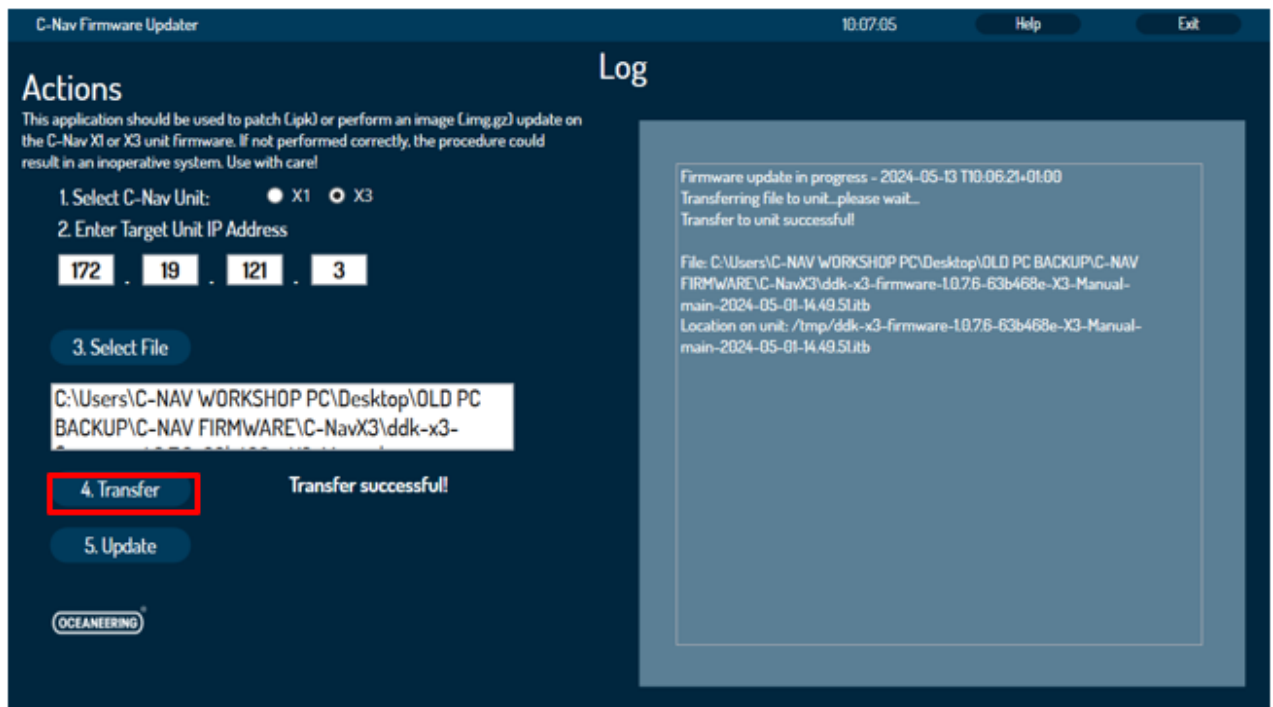 C-Nav Firmware Updater
10:07:05
Help
Exit
Actions
This application should be used to patch (.ipk) or perform an image (.img.gz) update on
the C-Nav X1 or X3 unit firmware. If not performed correctly, the procedure could
result in an inoperative system. Use with care!
1. Select C-Nav Unit: X1 X3
2. Enter Target Unit IP Address
172 . 19 . 121 . 3
3. Select File
C:\Users\C-NAV WORKSHOP PC\Desktop\OLD PC
BACKUP\C-NAV FIRMWARE\C-NavX3\ddk-x3-
4. Transfer
Transfer successful!
5. Update
OCEANEERING®
Log
Firmware update in progress - 2024-05-13 T10:06:21+01:00
Transferring file to unit...please wait...
Transfer to unit successful!
File: C:\Users\C-NAV WORKSHOP PC\Desktop\OLD PC BACKUP\C-NAV
FIRMWARE\C-NavX3\ddk-x3-firmware-1.0.7.6-63b468e-X3-Manual-
main-2024-05-01-14.49.51.itb
Location on unit: /tmp/ddk-x3-firmware-1.0.7.6-63b468e-X3-Manual-
main-2024-05-01-14.49.51.itb